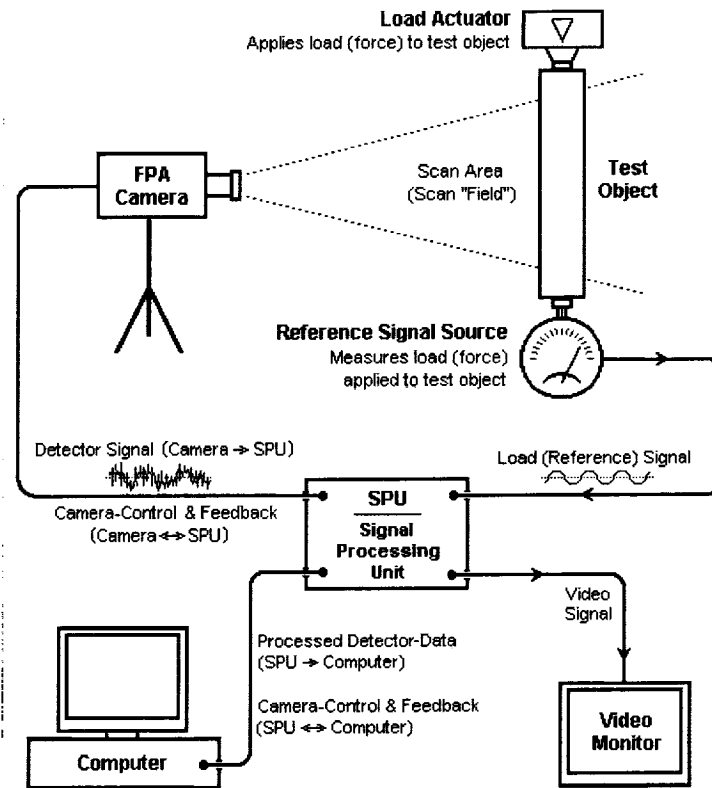 Load Actuator
Applies load (force) to test object
FPA
Camera
Scan Area
(Scan "Field")
Test
Object
Reference Signal Source
Measures load (force)
applied to test object
Detector Signal (Camera → SPU)
Load (Reference) Signal
Camera-Control & Feedback
(Camera ↔ SPU)
SPU
Signal
Processing
Unit
Video
Signal
Processed Detector-Data
(SPU → Computer)
Camera-Control & Feedback
(SPU ↔ Computer)
Computer
Video
Monitor